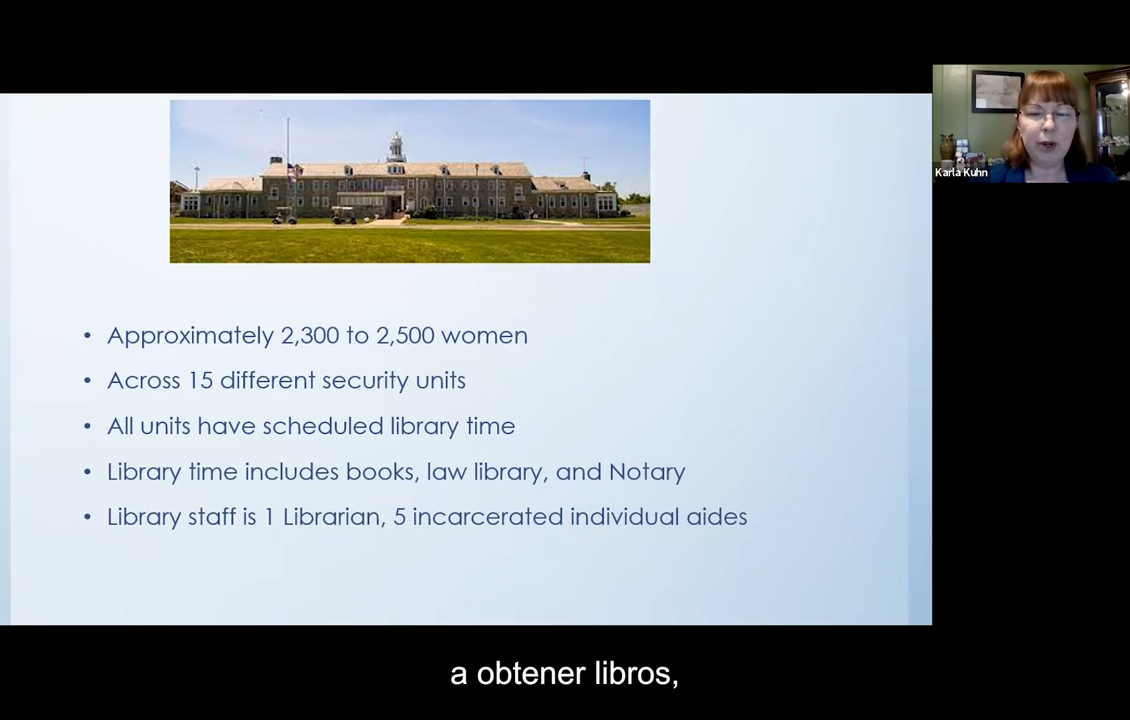 Karla Kuhn
• Approximately 2,300 to 2,500 women
• Across 15 different security units
• All units have scheduled library time
• Library time includes books, law library, and Notary
• Library staff is 1 Librarian, 5 incarcerated individual aides
a obtener libros,